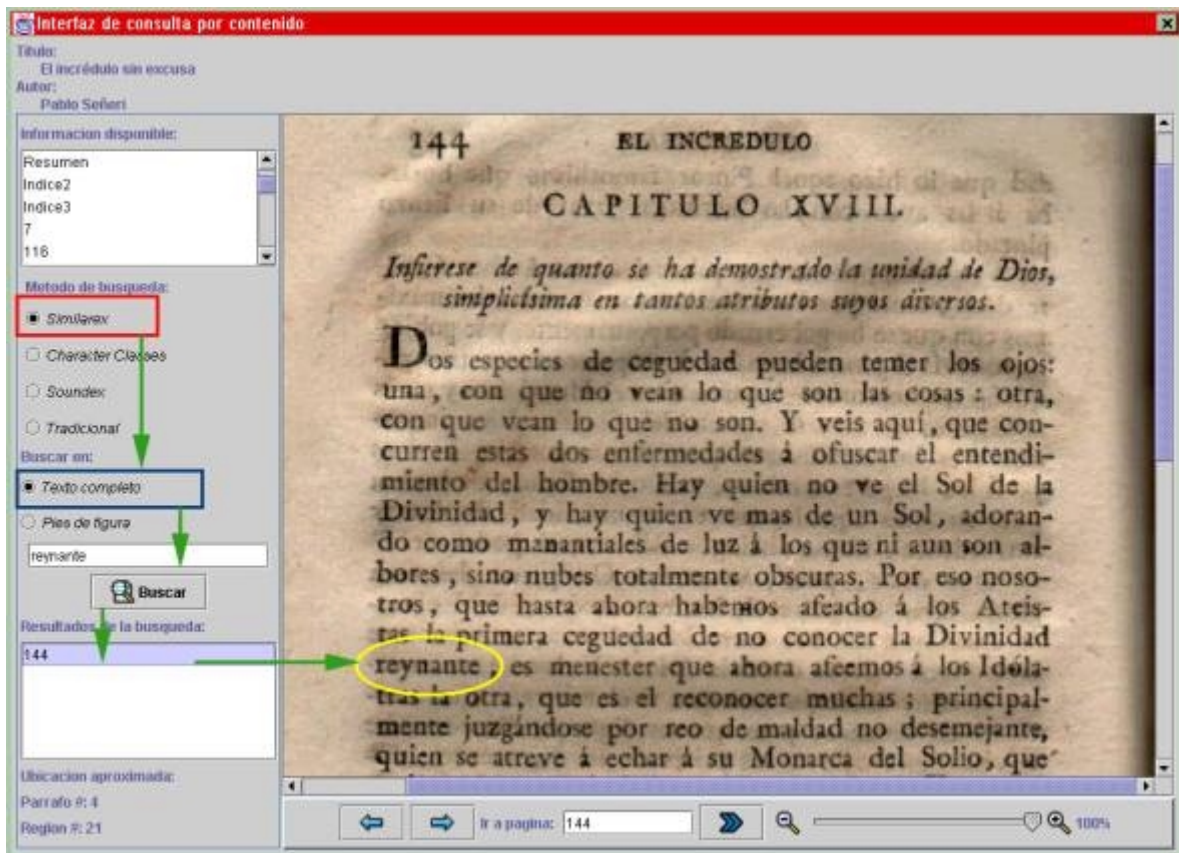 Interfaz de consulta por contenido
Titulo:
El incrédulo sin excusa
Autor:
Pablo Señeri
Informacion disponible:
Resumen
Indice2
Indice3
7
116
Metodo de busqueda:
Similarex
Character Classes
Soundex
Tradicional
Buscar en:
Texto completo
Pies de figura
reynante
Buscar
Resultados de la busqueda:
144
Ubicacion aproximada:
Parrafo #: 4
Region #: 21
144 EL INCREDULO
CAPITULO XVIII.
Infierese de quanto se ha demostrado la unidad de Dios,
simplicísima en tantos atributos suyos diversos.
Dos especies de ceguedad pueden temer los ojos:
una, con que no vean lo que son las cosas: otra,
con que vean lo que no son. Y veis aquí, que con-
curren estas dos enfermedades á ofuscar el entendi-
miento del hombre. Hay quien no ve el Sol de la
Divinidad, y hay quien ve mas de un Sol, adoran-
do como manantiales de luz á los que ni aun son al-
bores, sino nubes totalmente obscuras. Por eso noso-
tros, que hasta ahora habemos afeado á los Ateis-
tas la primera ceguedad de no conocer la Divinidad
reynante, es menester que ahora afeemos á los Idóla-
tras la otra, que es el reconocer muchas; principal-
mente juzgándose por reo de maldad no desemejante,
quien se atreve á echar á su Monarca del Solio, que
Ir a pagina: 144
100%